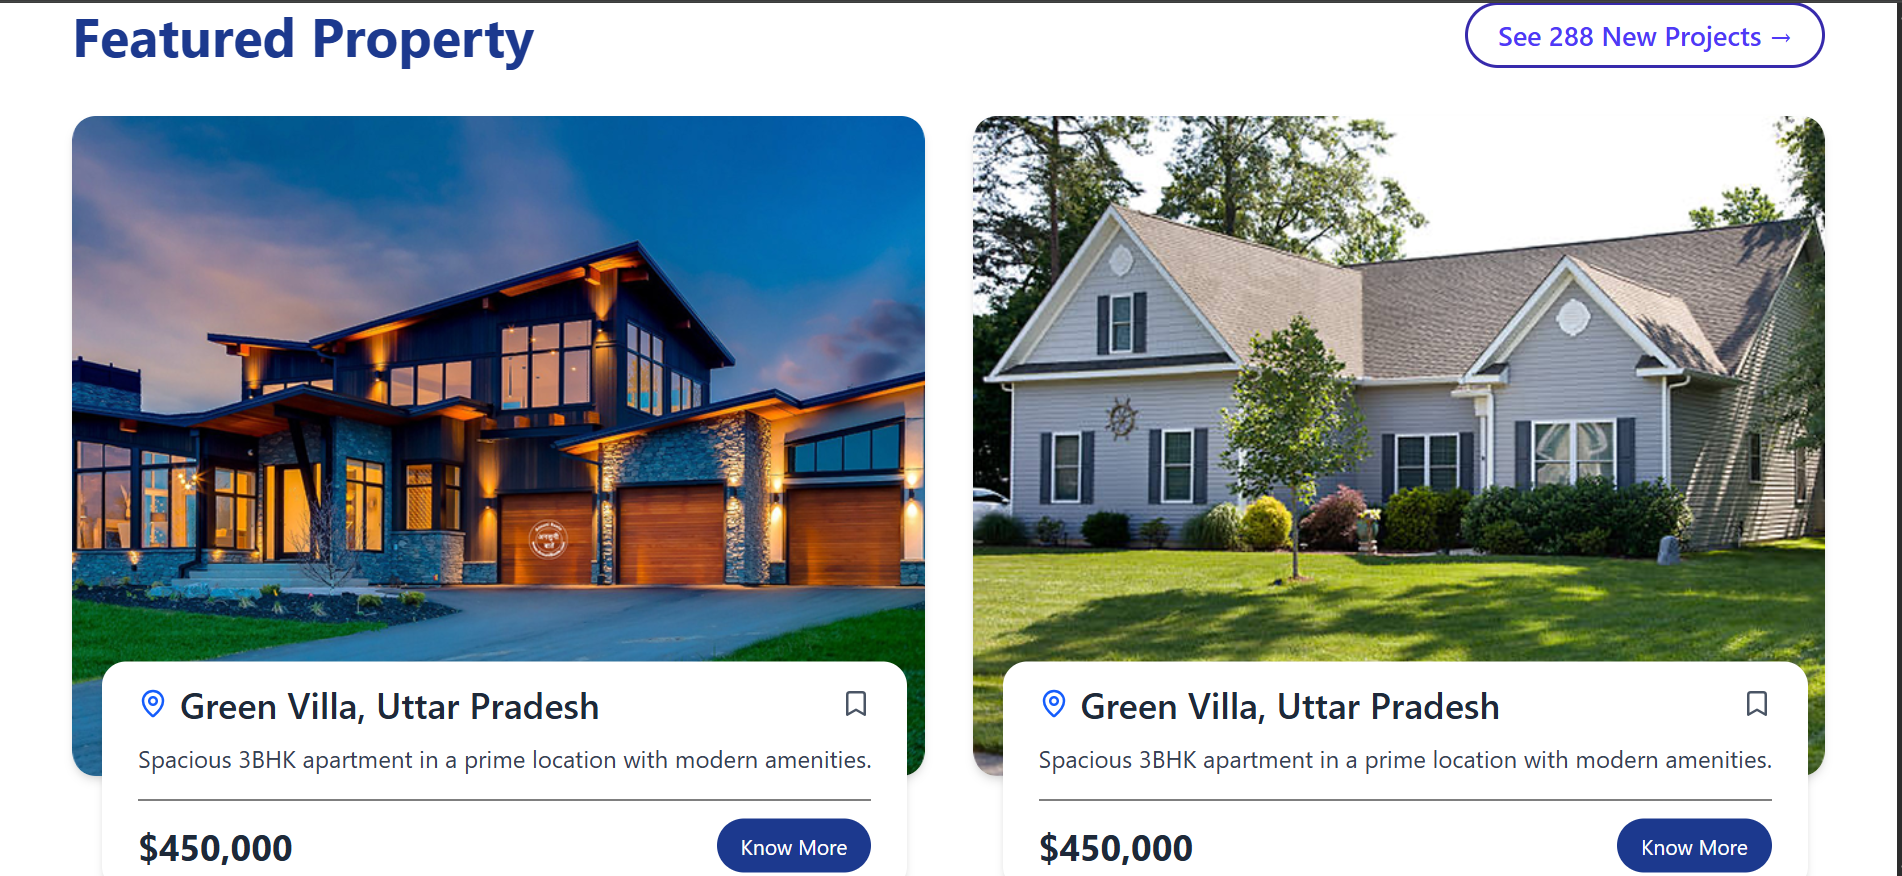 Featured Property
See 288 New Projects →
अनसुनी
बातें
Green Villa, Uttar Pradesh
Spacious 3BHK apartment in a prime location with modern amenities.
$450,000
Know More
Green Villa, Uttar Pradesh
Spacious 3BHK apartment in a prime location with modern amenities.
$450,000
Know More